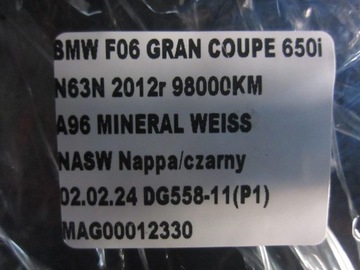 BMW F06 GRAN COUPE 650i
N63N 2012r 98000KM
A96 MINERAL WEISS
NASW Nappa/czarny
02.02.24 DG558-11(P1)
MAG00012330